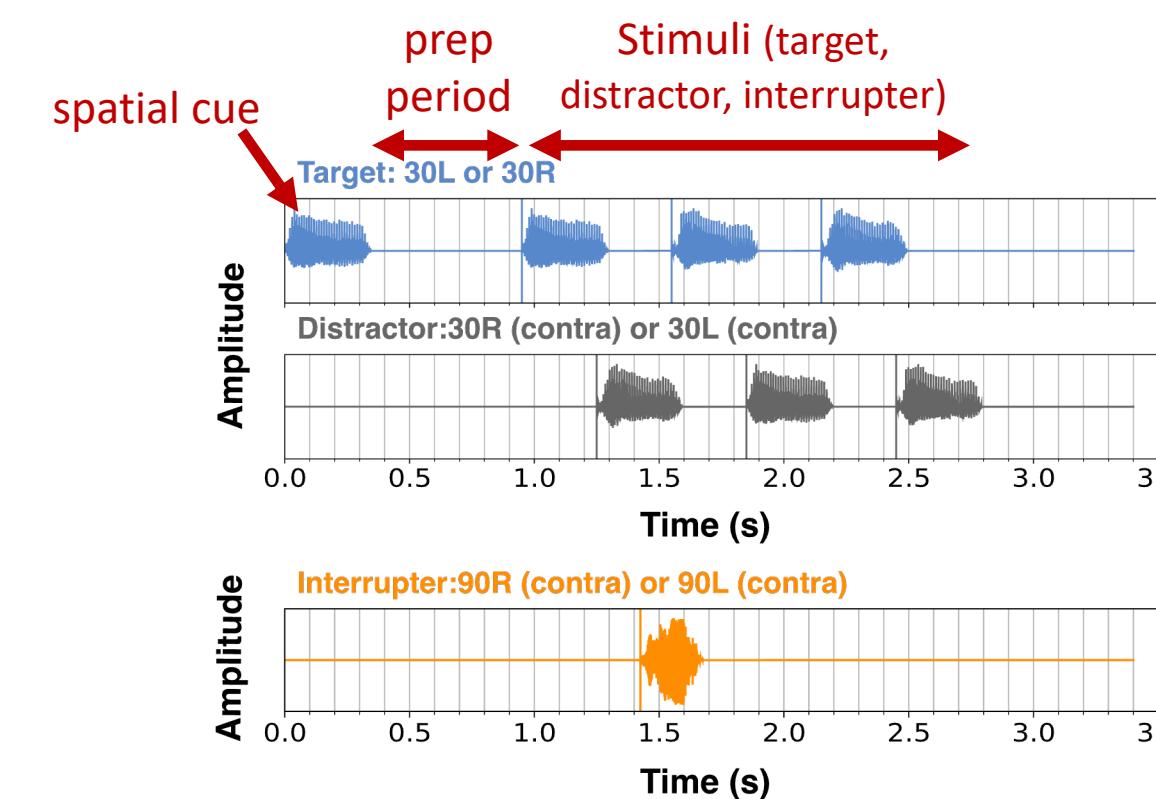 prep
period
Stimuli (target,
distractor, interrupter)
spatial cue
Target: 30L or 30R
Amplitude
Distractor:30R (contra) or 30L (contra)
0.0 0.5 1.0 1.5 2.0 2.5 3.0 3
Time (s)
Interrupter:90R (contra) or 90L (contra)
Amplitude
0.0 0.5 1.0 1.5 2.0 2.5 3.0 3
Time (s)